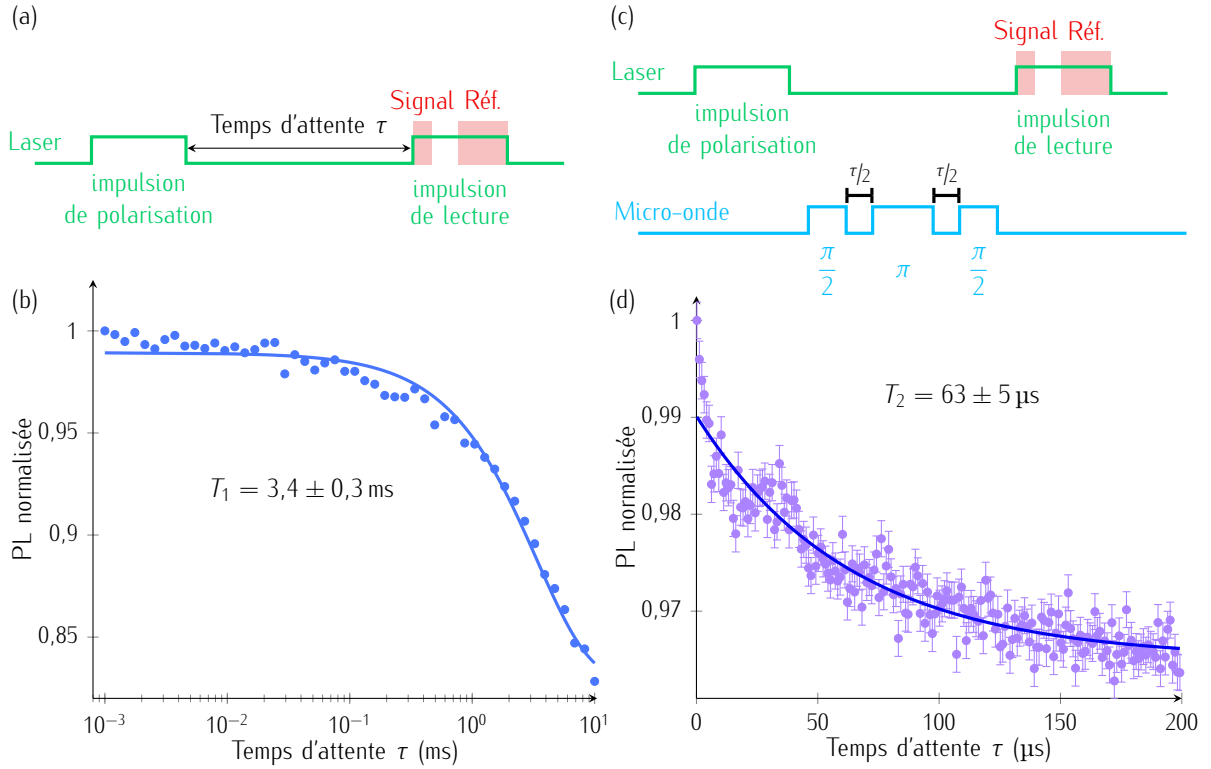 (a)
Signal Réf.
Temps d'attente τ
Laser
impulsion
de polarisation
impulsion
de lecture
(b)
1
0,95
0,9
0,85
PL normalisée
T₁ = 3,4 ± 0,3 ms
10⁻³
10⁻²
10⁻¹
10⁰
10¹
Temps d'attente τ (ms)
(c)
Signal Réf.
Laser
impulsion
de polarisation
impulsion
de lecture
τ/2
τ/2
Micro-onde
π/2
π
π/2
(d)
1
0,99
0,98
0,97
PL normalisée
T₂ = 63 ± 5 µs
0
50
100
150
200
Temps d'attente τ (µs)